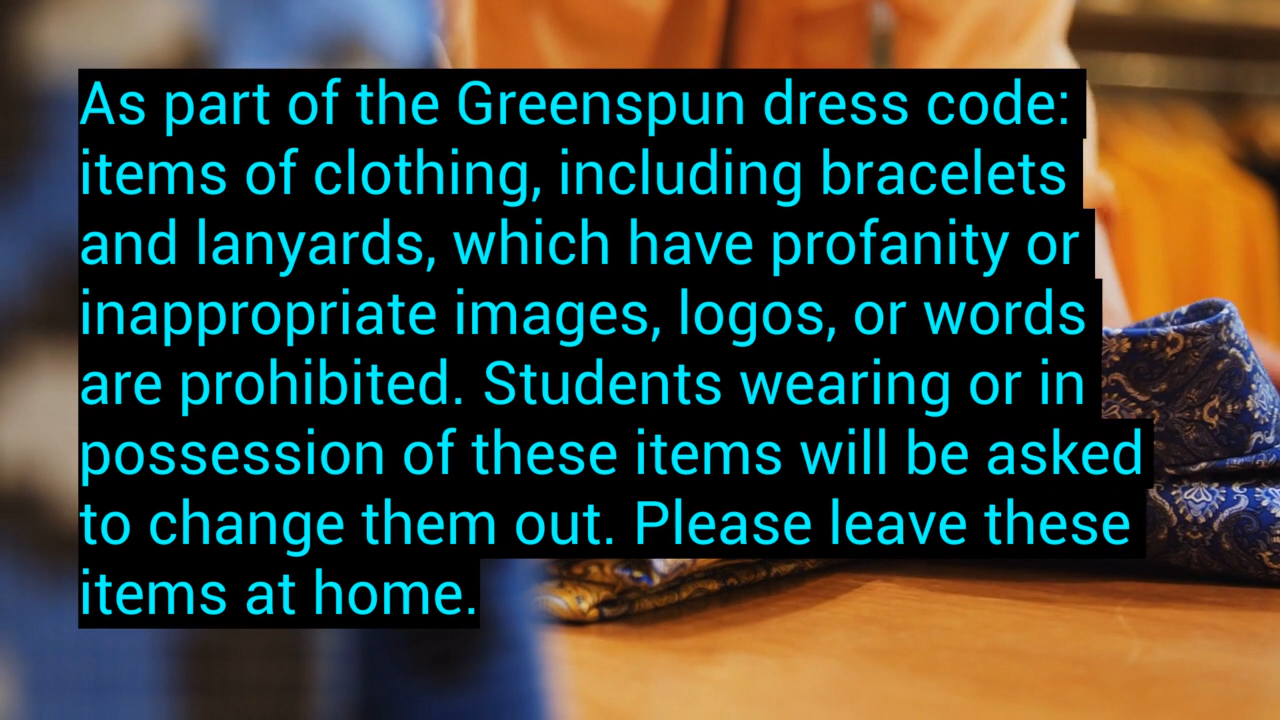 As part of the Greenspun dress code:
items of clothing, including bracelets
and lanyards, which have profanity or
inappropriate images, logos, or words
are prohibited. Students wearing or in
possession of these items will be asked
to change them out. Please leave these
items at home.